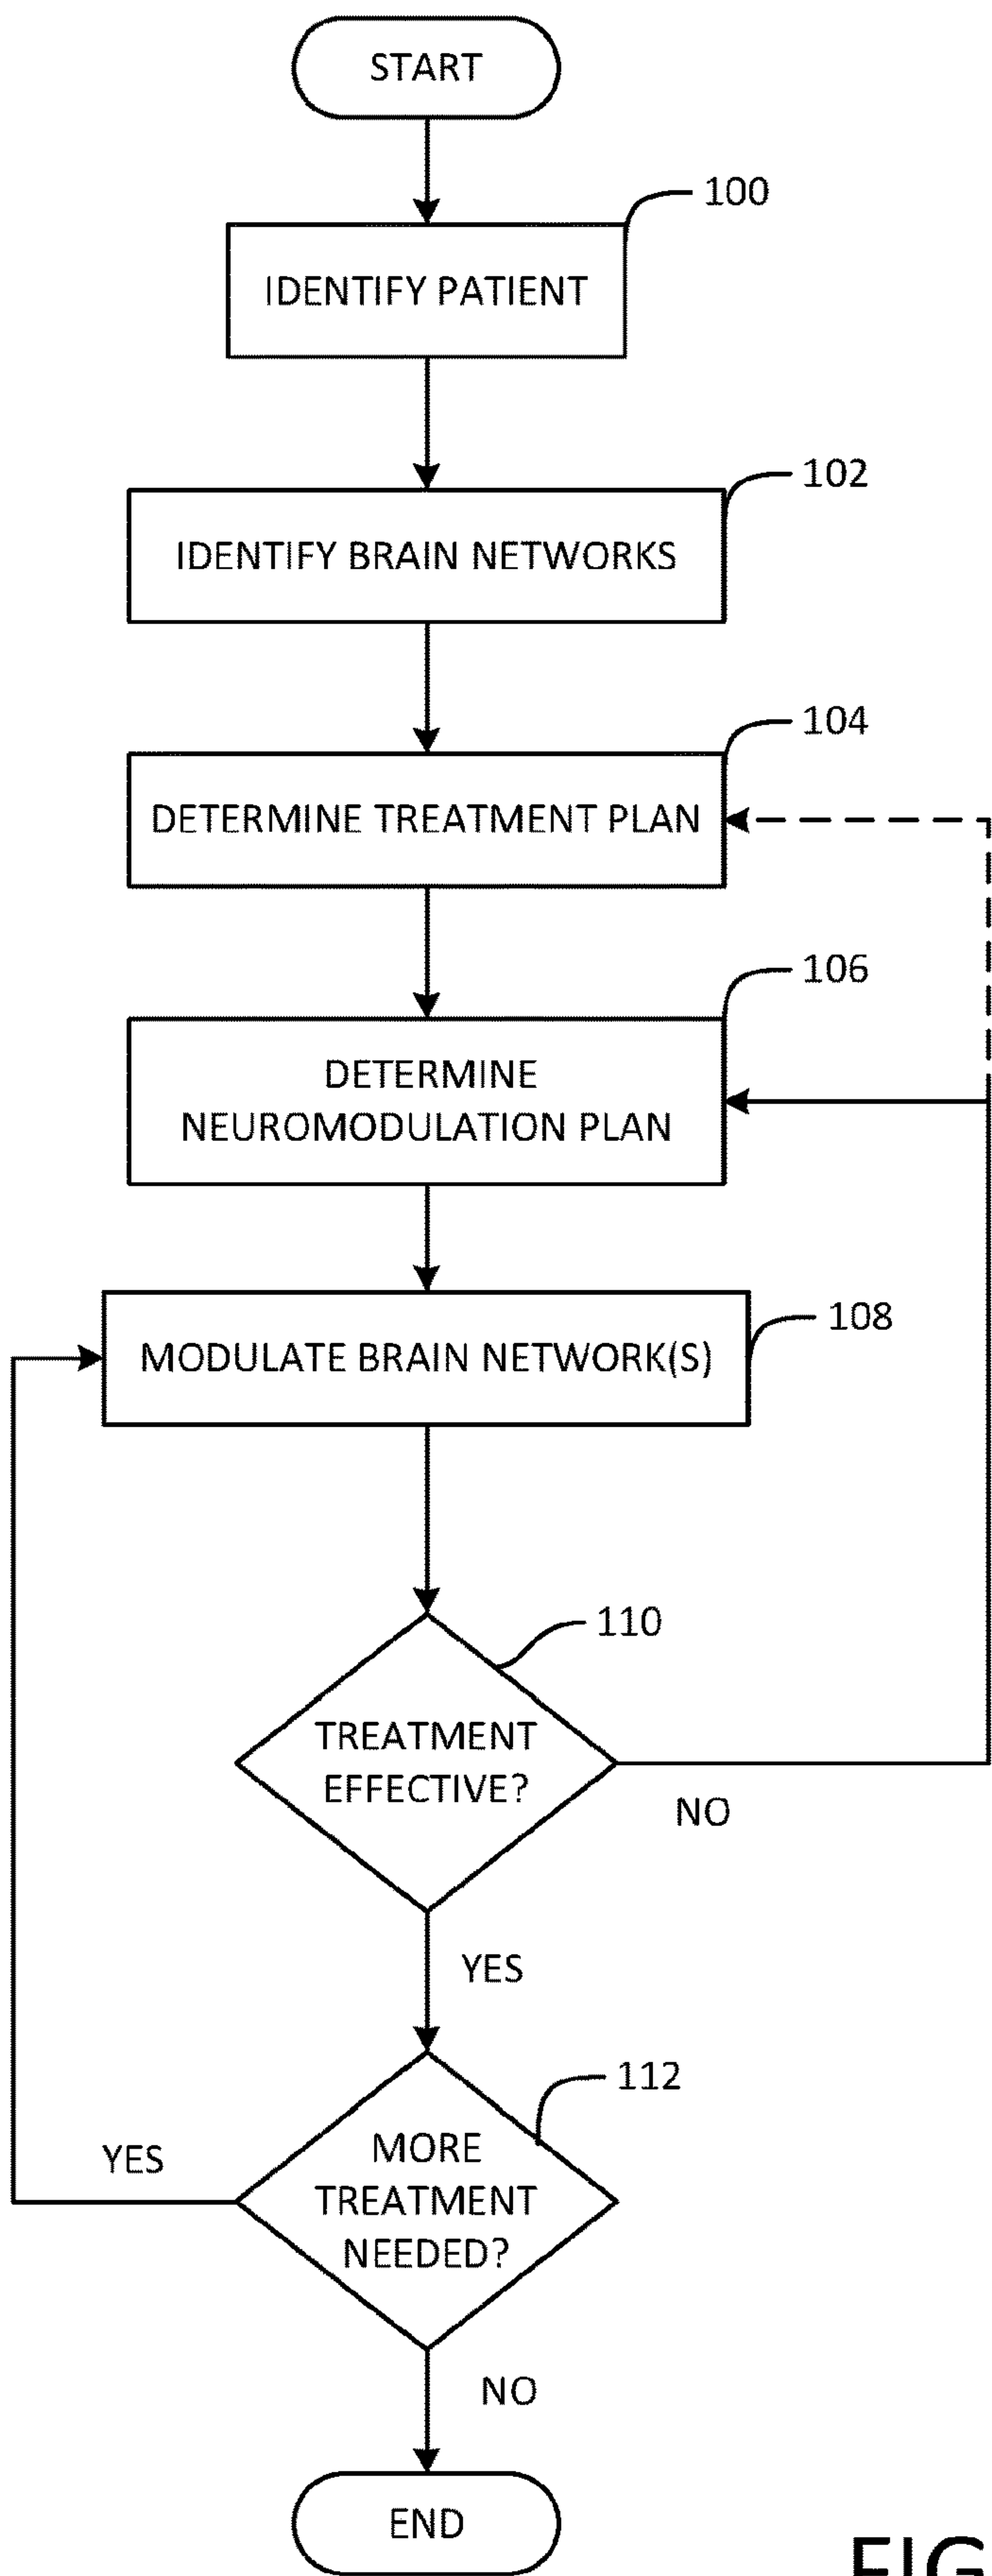 START
100
IDENTIFY PATIENT
102
IDENTIFY BRAIN NETWORKS
104
DETERMINE TREATMENT PLAN
106
DETERMINE
NEUROMODULATION PLAN
108
MODULATE BRAIN NETWORK(S)
110
TREATMENT
EFFECTIVE?
NO
YES
112
MORE
TREATMENT
NEEDED?
YES
NO
END
FIG